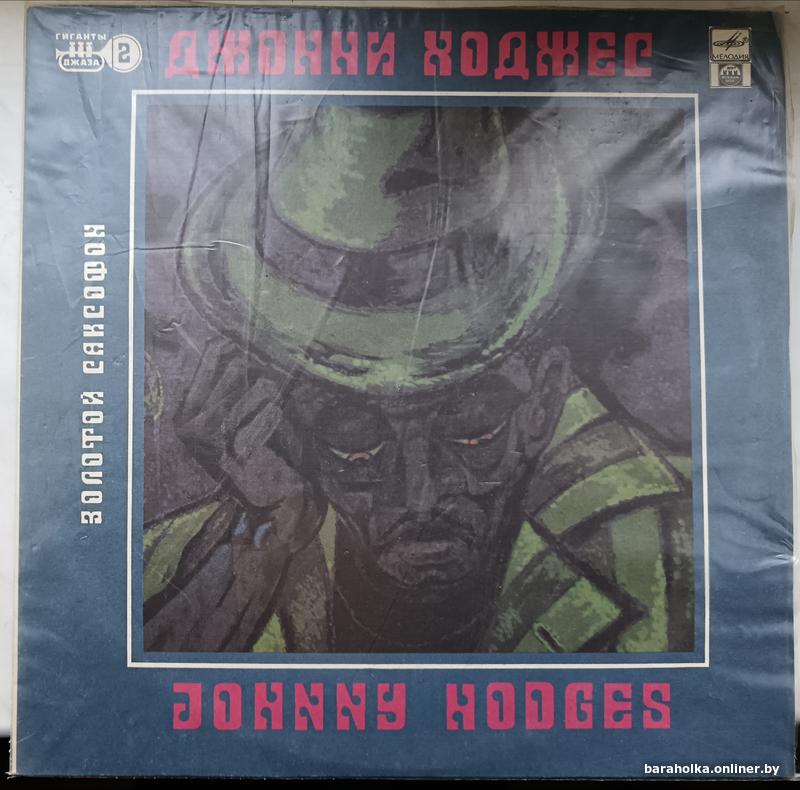 ГИГАНТЫ
ДЖАЗА 2
ДЖОННИ ХОДЖЕС
МЕЛОДИЯ
ЗОЛОТОЙ САКСОФОН
JOHNNY HODGES
baraholka.onliner.by